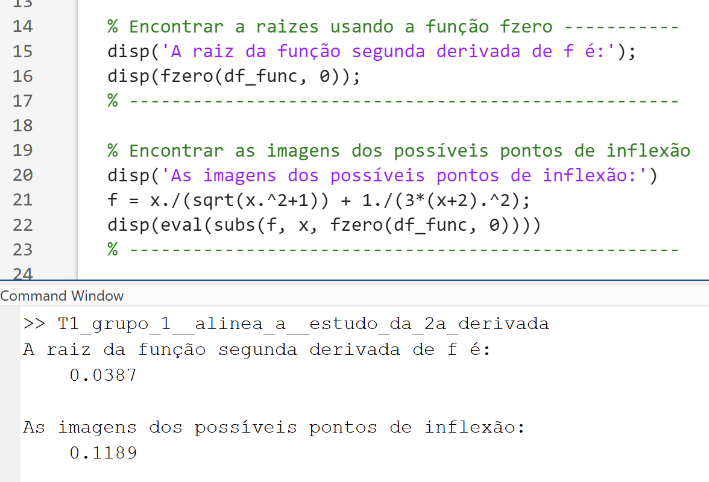 13
14 % Encontrar a raizes usando a função fzero -----------
15 disp('A raiz da função segunda derivada de f é:');
16 disp(fzero(df_func, 0));
17 % --------------------------------------------------
18
19 % Encontrar as imagens dos possíveis pontos de inflexão
20 disp('As imagens dos possíveis pontos de inflexão:')
21 f = x./(sqrt(x.^2+1)) + 1./(3*(x+2).^2);
22 disp(eval(subs(f, x, fzero(df_func, 0))))
23 % --------------------------------------------------
24
Command Window
>> T1_grupo_1__alinea_a__estudo_da_2a_derivada
A raiz da função segunda derivada de f é:
0.0387
As imagens dos possíveis pontos de inflexão:
0.1189